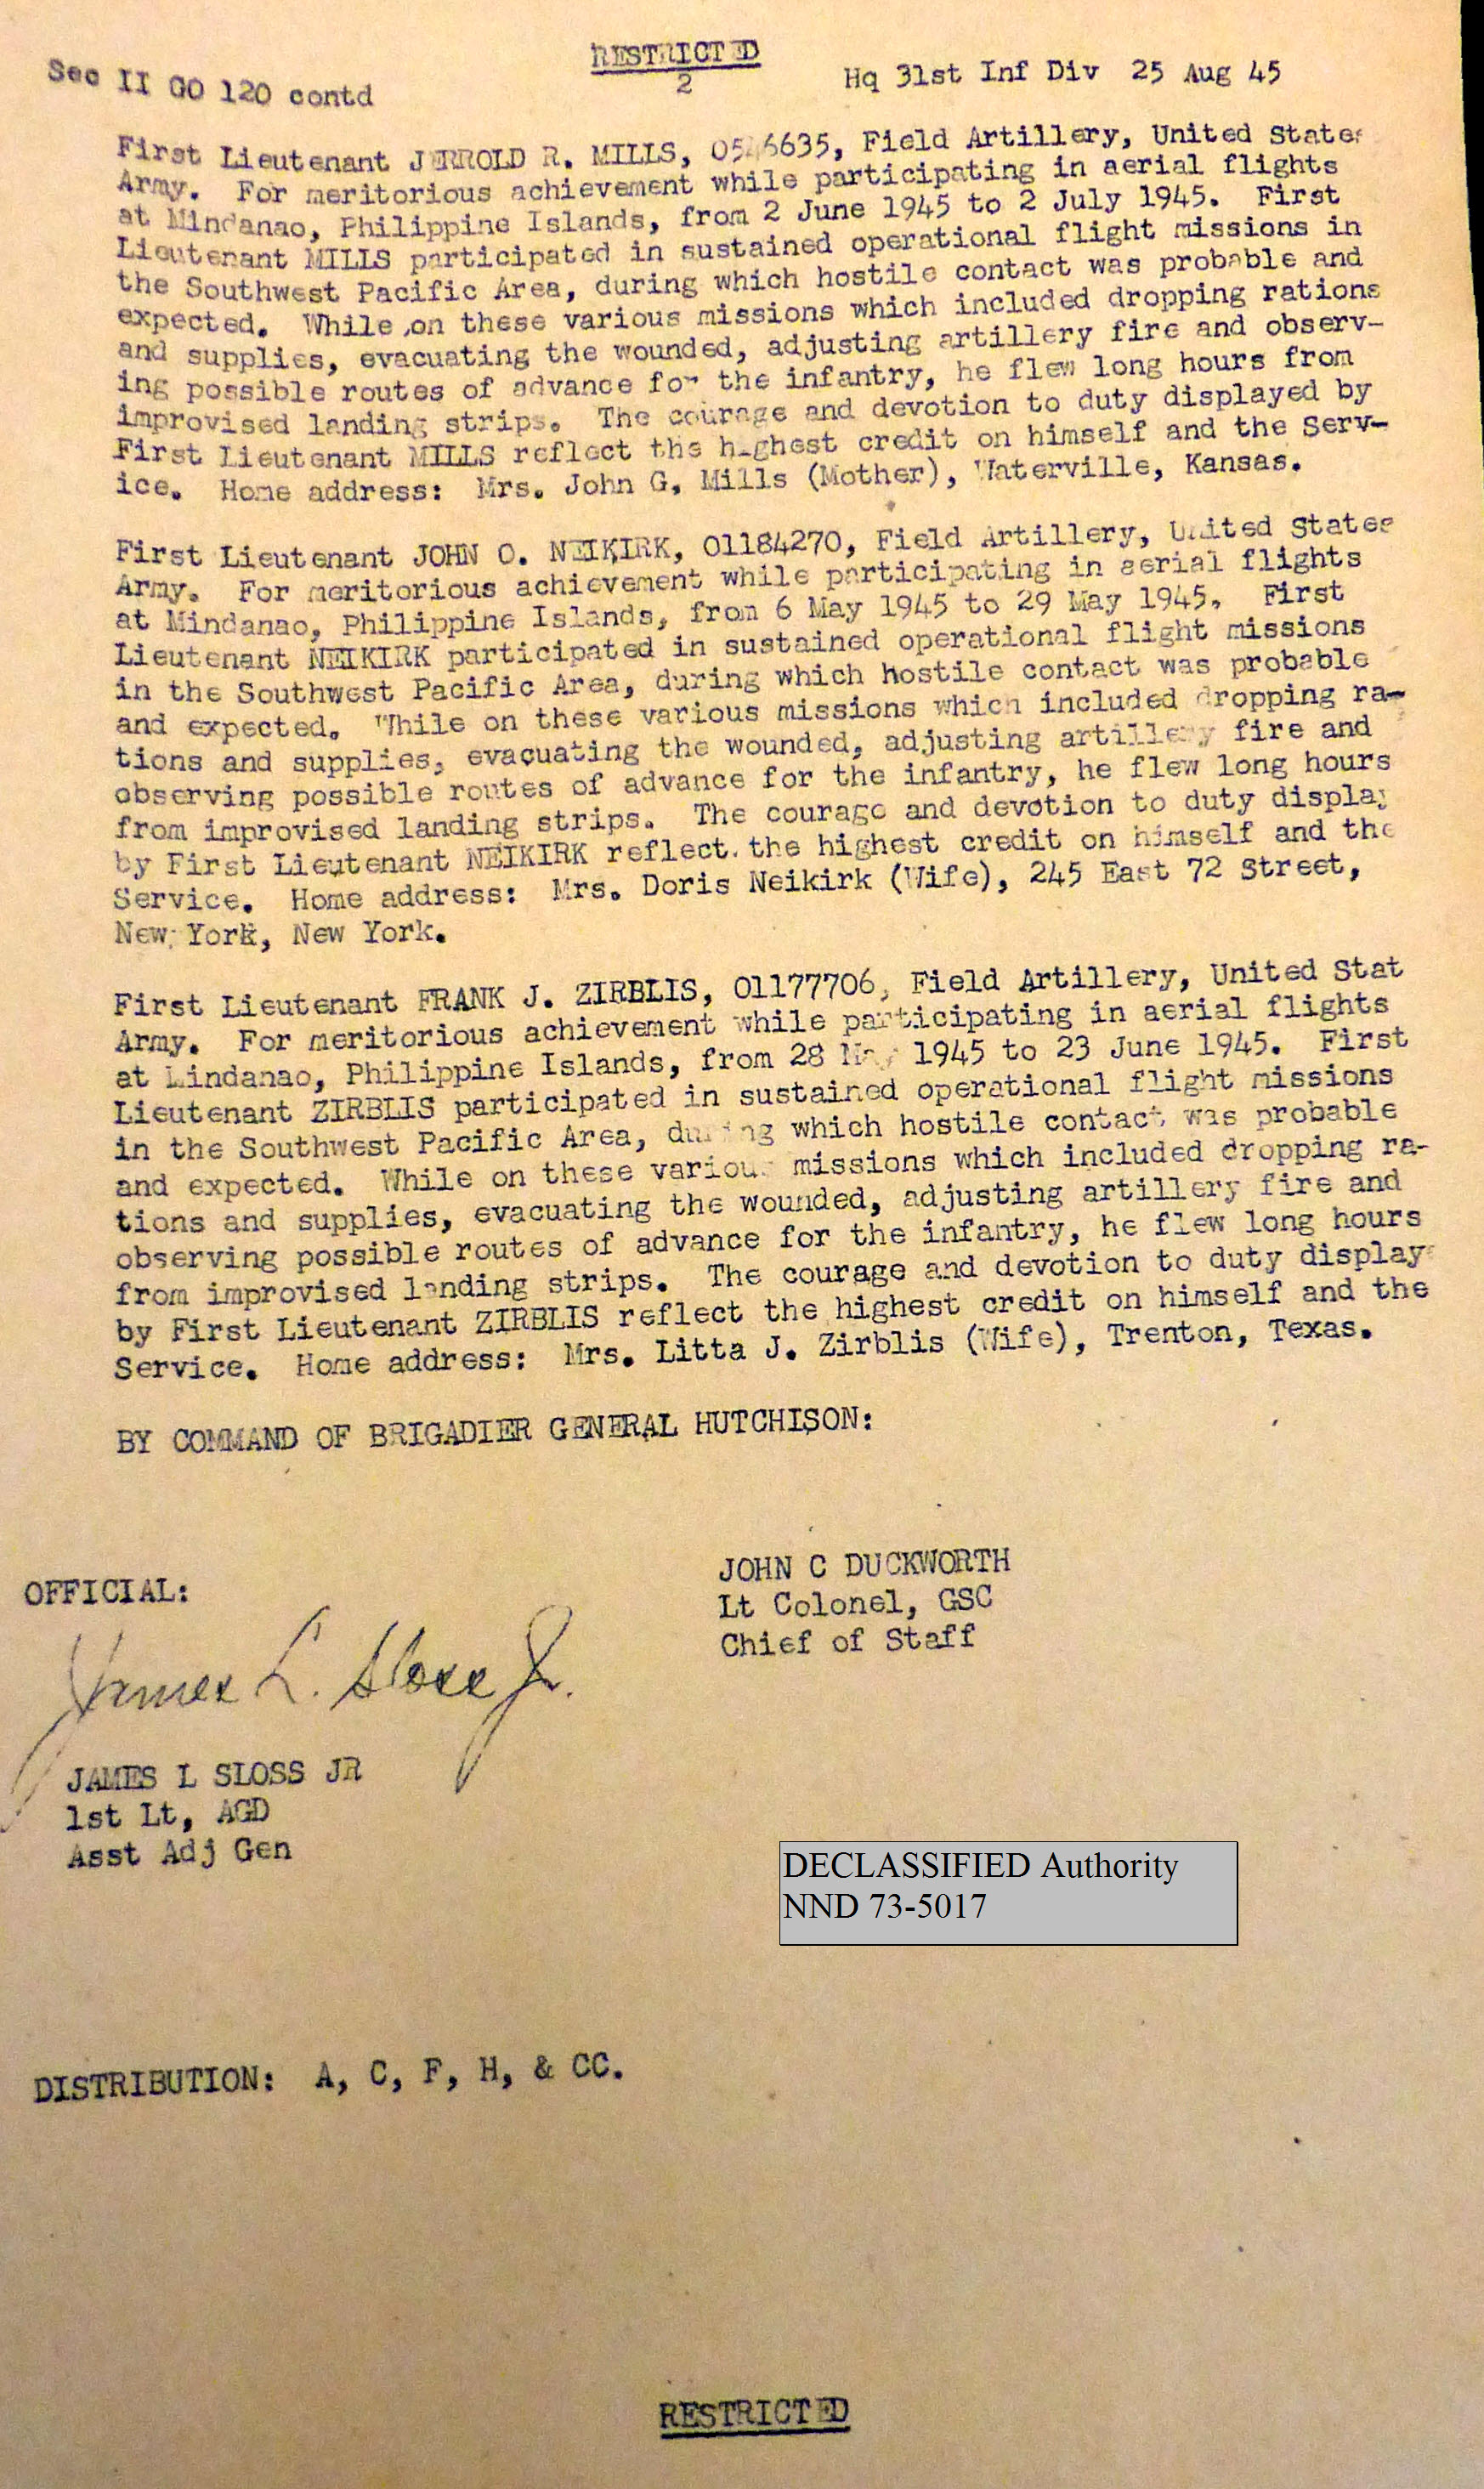 RESTRICTED
2
Sec II GO 120 contd
Hq 31st Inf Div 25 Aug 45
First Lieutenant JERROLD R. MILLS, Field Artillery, United States
Army. For meritorious achievement while participating in aerial flights
at Mindanao, Philippine Islands, from 2 June 1945 to 2 July 1945. First
Lieutenant MILLS participated in sustained operational flight missions in
the Southwest Pacific Area, during which hostile contact was probable and
expected. While on these various missions which included dropping rations
and supplies, evacuating the wounded, adjusting artillery fire and observ-
ing possible routes of advance for the infantry, he flew long hours from
improvised landing strips. The courage and devotion to duty displayed by
First Lieutenant MILLS reflect the highest credit on himself and the Serv-
ice. Home address: Mrs. John G. Mills (Mother), Waterville, Kansas.
First Lieutenant JOHN O. NEIKIRK, 01184270, Field Artillery, United States
Army. For meritorious achievement while participating in aerial flights
at Mindanao, Philippine Islands, from 6 May 1945 to 29 May 1945. First
Lieutenant NEIKIRK participated in sustained operational flight missions
in the Southwest Pacific Area, during which hostile contact was probable
and expected. While on these various missions which included dropping ra-
tions and supplies, evacuating the wounded, adjusting artillery fire and
observing possible routes of advance for the infantry, he flew long hours
from improvised landing strips. The courage and devotion to duty display
by First Lieutenant NEIKIRK reflect the highest credit on himself and the
Service. Home address: Mrs. Doris Neikirk (Wife), 245 East 72 Street,
New York, New York.
First Lieutenant FRANK J. ZIRBLIS, 01177706, Field Artillery, United Stat
Army. For meritorious achievement while participating in aerial flights
at Mindanao, Philippine Islands, from 28 May 1945 to 23 June 1945. First
Lieutenant ZIRBLIS participated in sustained operational flight missions
in the Southwest Pacific Area, during which hostile contact was probable
and expected. While on these various missions which included dropping ra-
tions and supplies, evacuating the wounded, adjusting artillery fire and
observing possible routes of advance for the infantry, he flew long hours
from improvised landing strips. The courage and devotion to duty display
by First Lieutenant ZIRBLIS reflect the highest credit on himself and the
Service. Home address: Mrs. Litta J. Zirblis (Wife), Trenton, Texas.
BY COMMAND OF BRIGADIER GENERAL HUTCHISON:
JOHN C DUCKWORTH
Lt Colonel, GSC
Chief of Staff
OFFICIAL:
James L. Sloss Jr.
JAMES L SLOSS JR
1st Lt, AGD
Asst Adj Gen
DECLASSIFIED Authority
NND 73-5017
DISTRIBUTION: A, C, F, H, & CC.
RESTRICTED